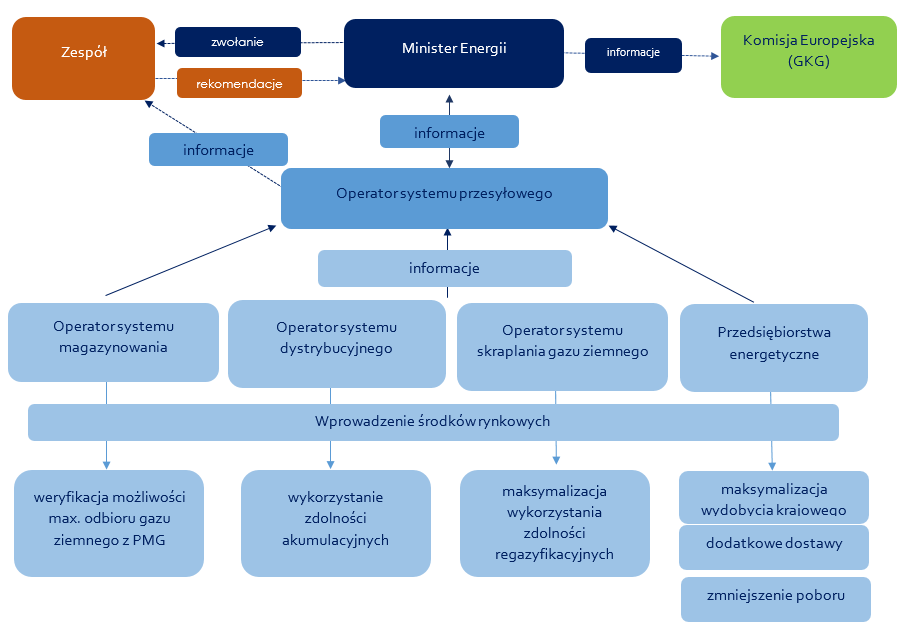 Zespół
zwołanie
rekomendacje
Minister Energii
informacje
Komisja Europejska
(GKG)
informacje
informacje
Operator systemu przesyłowego
informacje
Operator systemu
magazynowania
Operator systemu
dystrybucyjnego
Operator systemu
skraplania gazu ziemnego
Przedsiębiorstwa
energetyczne
Wprowadzenie środków rynkowych
weryfikacja możliwości
max. odbioru gazu
ziemnego z PMG
wykorzystanie
zdolności
akumulacyjnych
maksymalizacja
wykorzystania
zdolności
regazyfikacyjnych
maksymalizacja
wydobycia krajowego
dodatkowe dostawy
zmniejszenie poboru